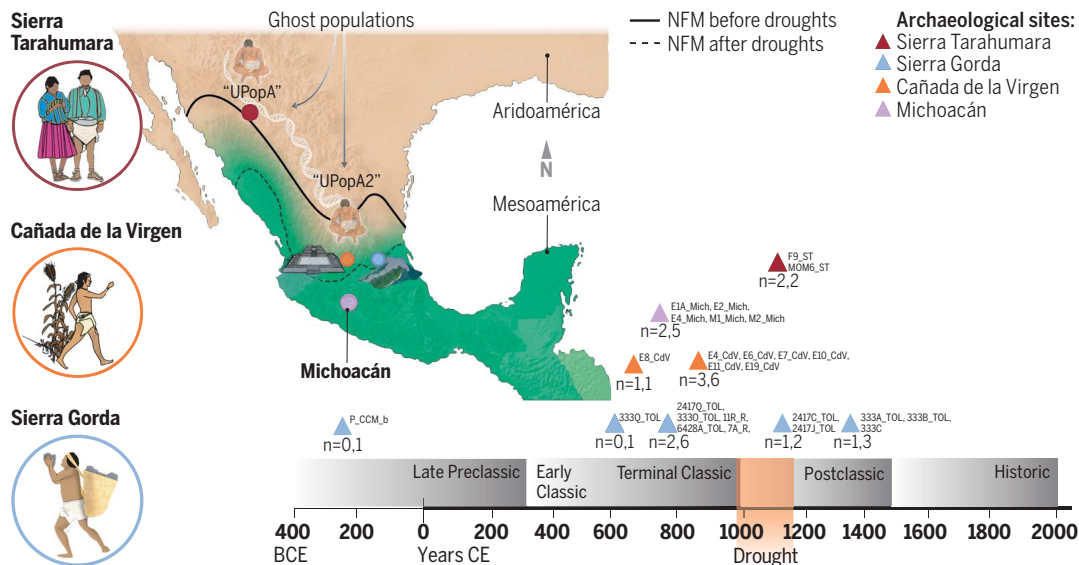 Sierra
Tarahumara
Ghost populations
NFM before droughts
NFM after droughts
Archaeological sites:
Sierra Tarahumara
Sierra Gorda
Cañada de la Virgen
Michoacán
"UPopA"
Aridoamérica
N
"UPopA2"
Mesoamérica
Cañada de la Virgen
F9_ST
MOM6_ST
n=2,2
E1A_Mich, E2_Mich,
E4_Mich, M1_Mich, M2_Mich
n=2,5
Michoacán
E8_CdV
n=1,1
E4_CdV, E6_CdV, E7_CdV, E10_CdV,
E11_CdV, E19_CdV
n=3,6
Sierra Gorda
P_CCM_b
n=0,1
333Q_TOL
n=0,1
2417Q_TOL,
333O_TOL, 11R_R,
6428A_TOL, 7A_R,
n=2,6
2417C_TOL,
2417J_TOL
n=1,2
333A_TOL, 333B_TOL,
333C
n=1,3
Late Preclassic
Early
Classic
Terminal Classic
Postclassic
Historic
400 200 0 200 400 600 800 1000 1200 1400 1600 1800 2000
BCE
Years CE
Drought